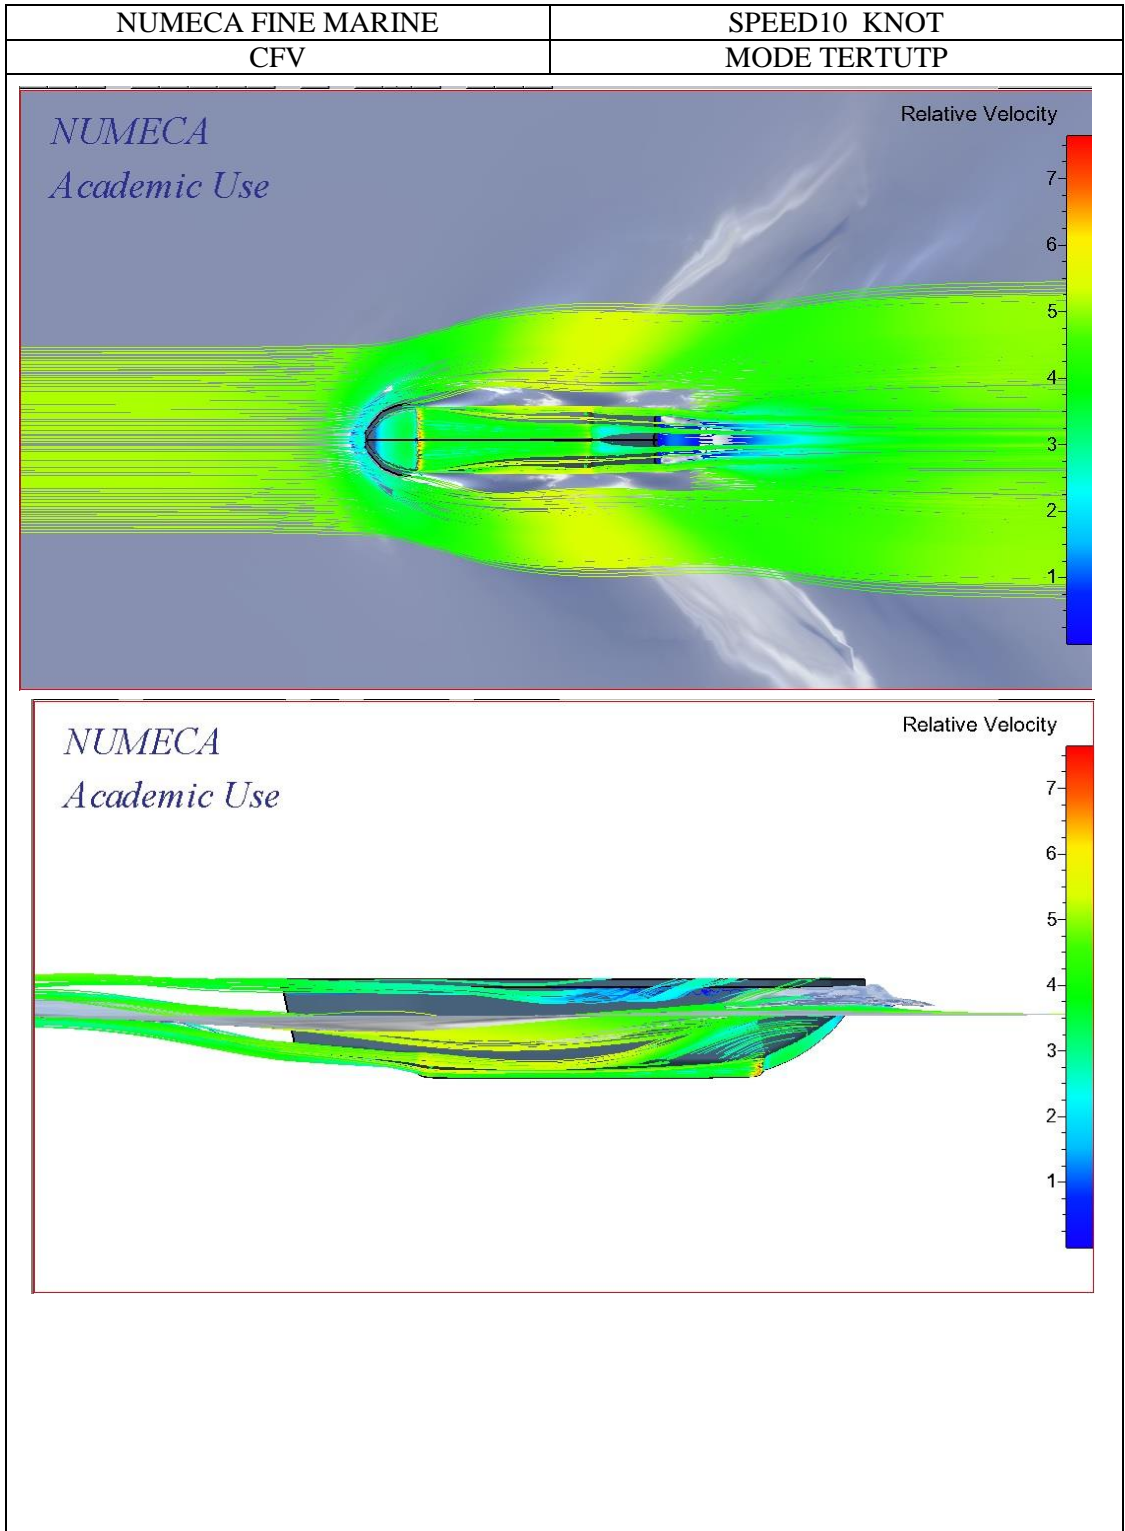 NUMECA FINE MARINE
SPEED10 KNOT
CFV
MODE TERTUTP
NUMECA
Academic Use
Relative Velocity
7
6
5
4
3
2
1
NUMECA
Academic Use
Relative Velocity
7
6
5
4
3
2
1